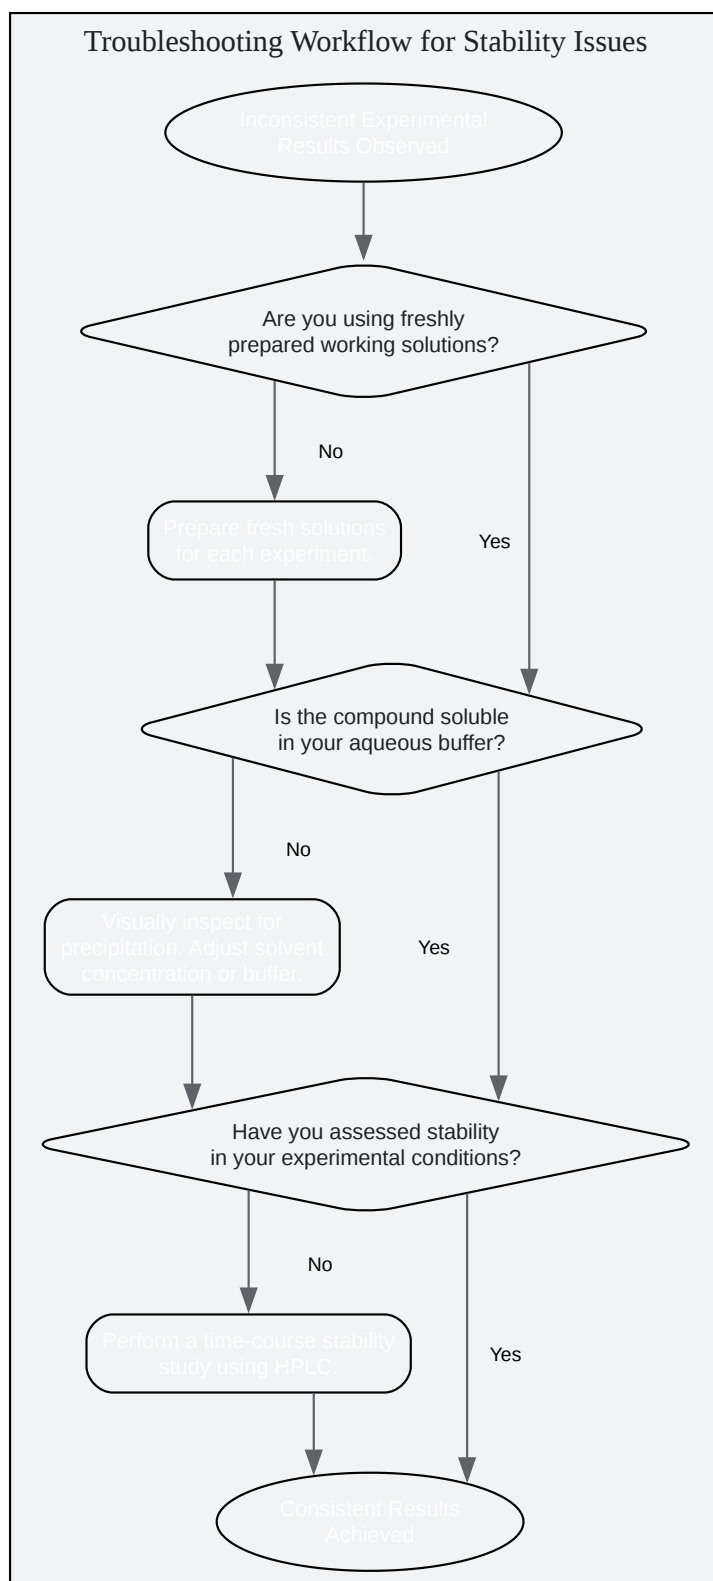 Troubleshooting Workflow for Stability Issues
Inconsistent Experimental
Results Observed
Are you using freshly
prepared working solutions?
No
Prepare fresh solutions
for each experiment.
Yes
Is the compound soluble
in your aqueous buffer?
No
Visually inspect for
precipitation. Adjust solvent
concentration or buffer.
Yes
Have you assessed stability
in your experimental conditions?
No
Perform a time-course stability
study using HPLC.
Yes
Consistent Results
Achieved